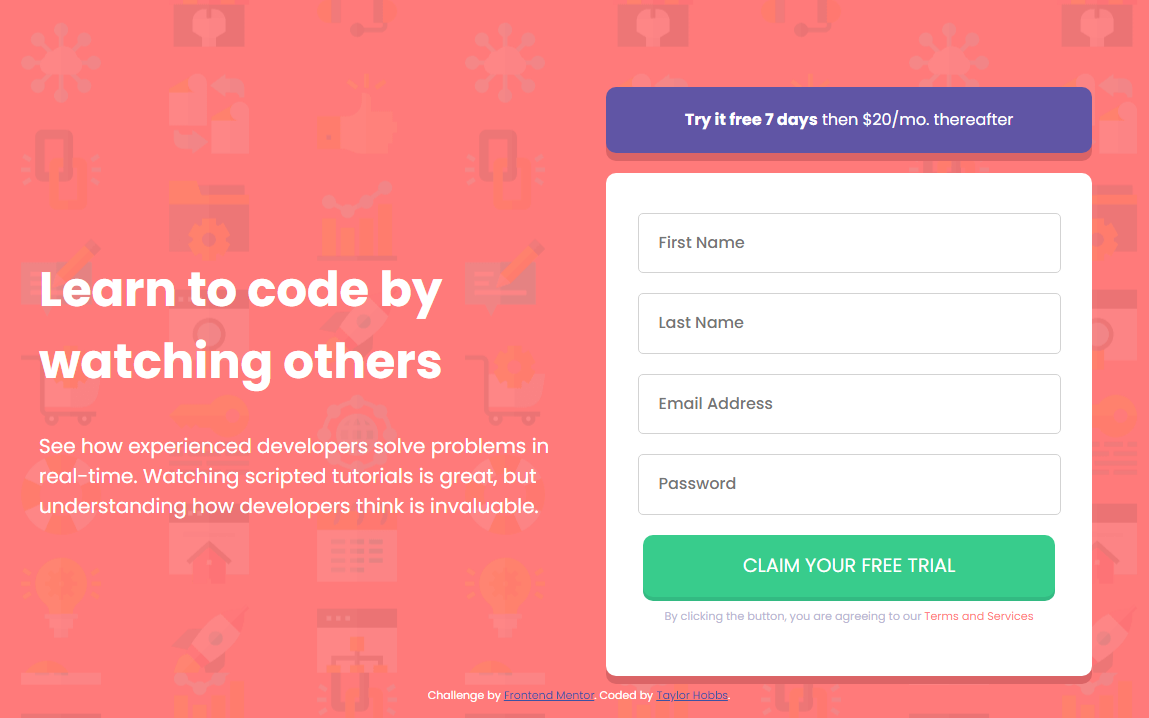 Learn to code by
watching others
See how experienced developers solve problems in
real-time. Watching scripted tutorials is great, but
understanding how developers think is invaluable.
Try it free 7 days then $20/mo. thereafter
First Name
Last Name
Email Address
Password
CLAIM YOUR FREE TRIAL
By clicking the button, you are agreeing to our Terms and Services
Challenge by Frontend Mentor. Coded by Taylor Hobbs.